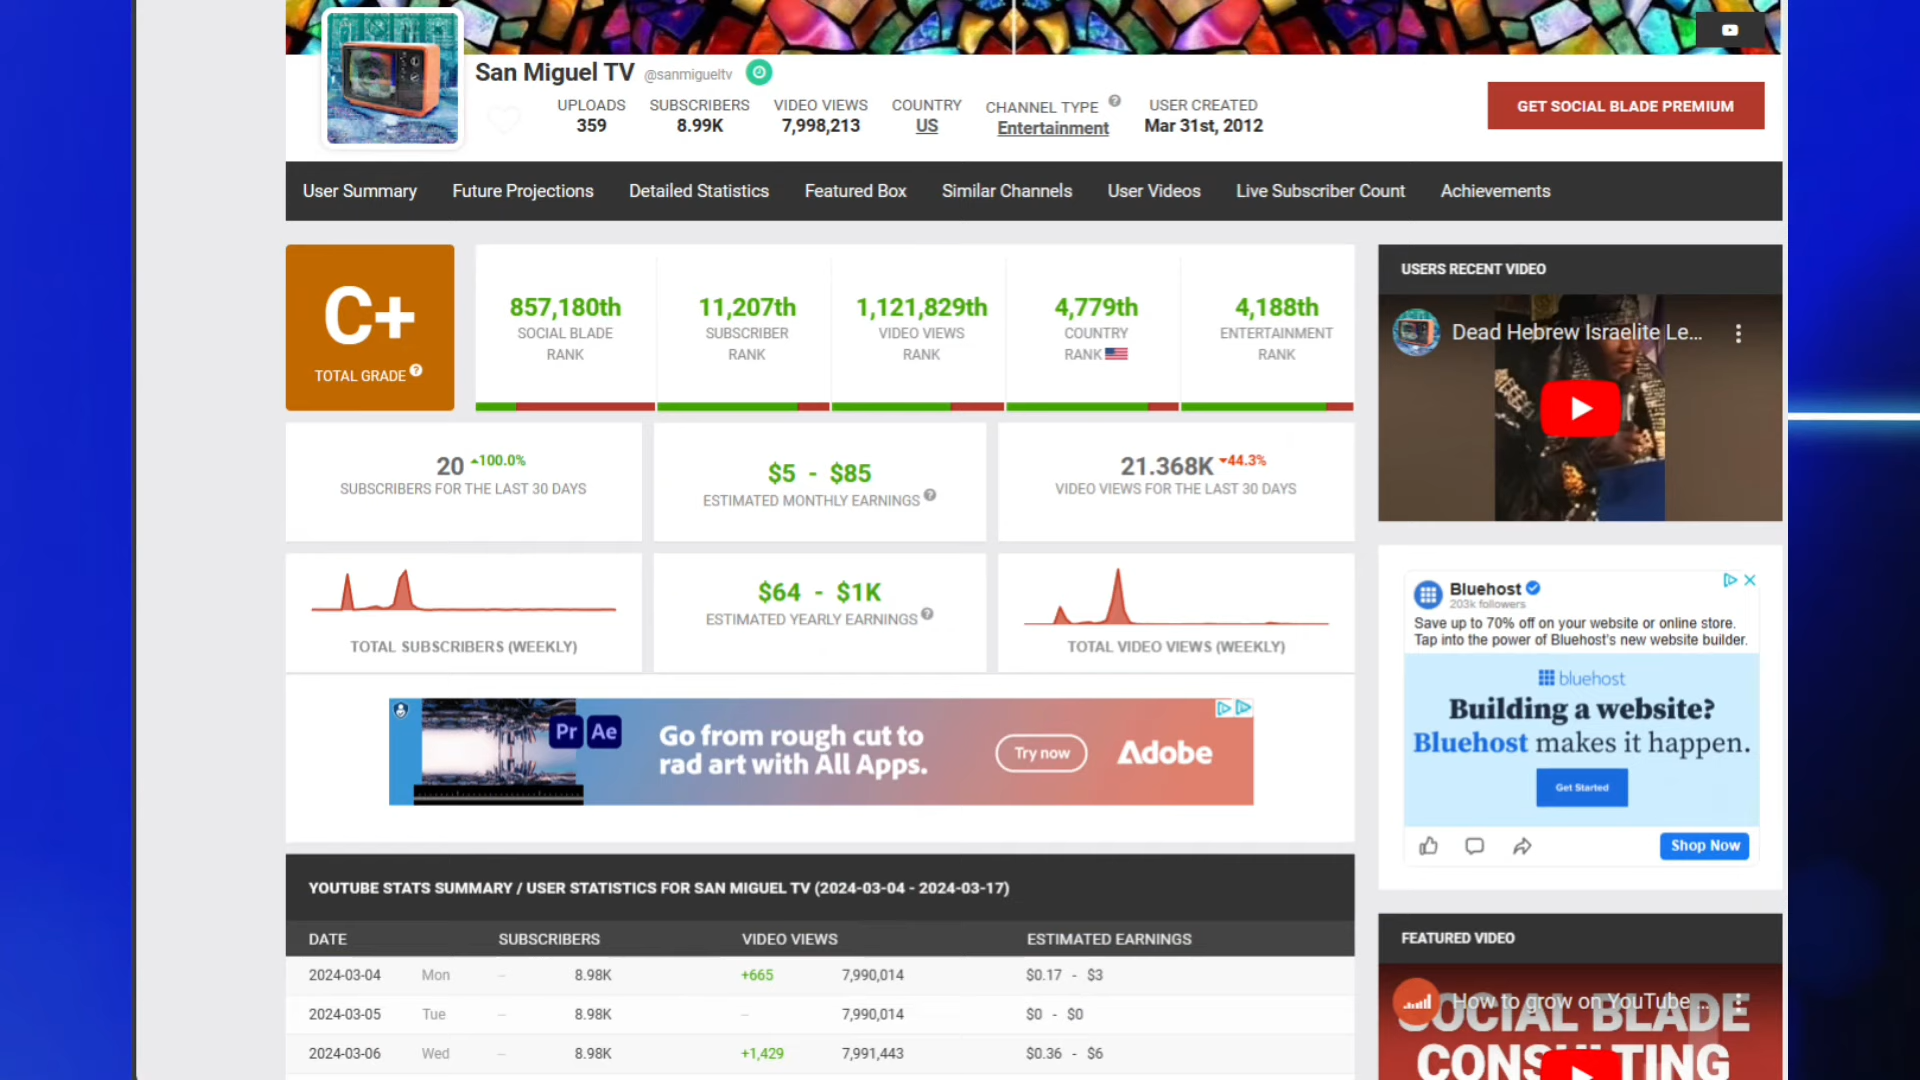 San Miguel TV @sanmigueltv
UPLOADS SUBSCRIBERS VIDEO VIEWS COUNTRY CHANNEL TYPE ? USER CREATED
359 8.99K 7,998,213 US Entertainment Mar 31st, 2012
GET SOCIAL BLADE PREMIUM
User Summary Future Projections Detailed Statistics Featured Box Similar Channels User Videos Live Subscriber Count Achievements
C+
TOTAL GRADE ?
857,180th 11,207th 1,121,829th 4,779th 4,188th
SOCIAL BLADE SUBSCRIBER VIDEO VIEWS COUNTRY ENTERTAINMENT
RANK RANK RANK RANK RANK
20 100.0%
SUBSCRIBERS FOR THE LAST 30 DAYS
$5 - $85
ESTIMATED MONTHLY EARNINGS ?
21.368K 44.3%
VIDEO VIEWS FOR THE LAST 30 DAYS
TOTAL SUBSCRIBERS (WEEKLY)
$64 - $1K
ESTIMATED YEARLY EARNINGS ?
TOTAL VIDEO VIEWS (WEEKLY)
Pr Ae
Go from rough cut to
rad art with All Apps.
Try now
Adobe
YOUTUBE STATS SUMMARY / USER STATISTICS FOR SAN MIGUEL TV (2024-03-04 - 2024-03-17)
DATE SUBSCRIBERS VIDEO VIEWS ESTIMATED EARNINGS
2024-03-04 Mon -- 8.98K +665 7,990,014 $0.17 - $3
2024-03-05 Tue -- 8.98K -- 7,990,014 $0 - $0
2024-03-06 Wed -- 8.98K +1,429 7,991,443 $0.36 - $6
USERS RECENT VIDEO
Dead Hebrew Israelite Le...
Bluehost
203k followers
Save up to 70% off on your website or online store.
Tap into the power of Bluehost's new website builder.
bluehost
Building a website?
Bluehost makes it happen.
Get Started
Shop Now
FEATURED VIDEO
How to grow on YouTube ...
SOCIAL BLADE
CONSULTING